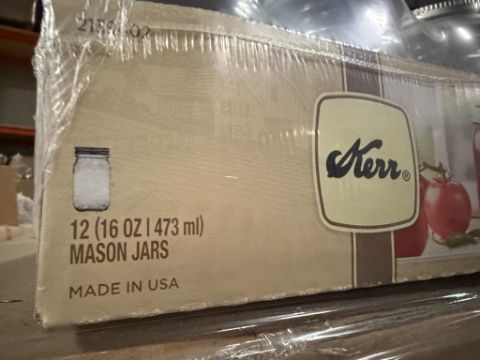 Kerr®
12 (16 OZ | 473 ml)
MASON JARS
MADE IN USA